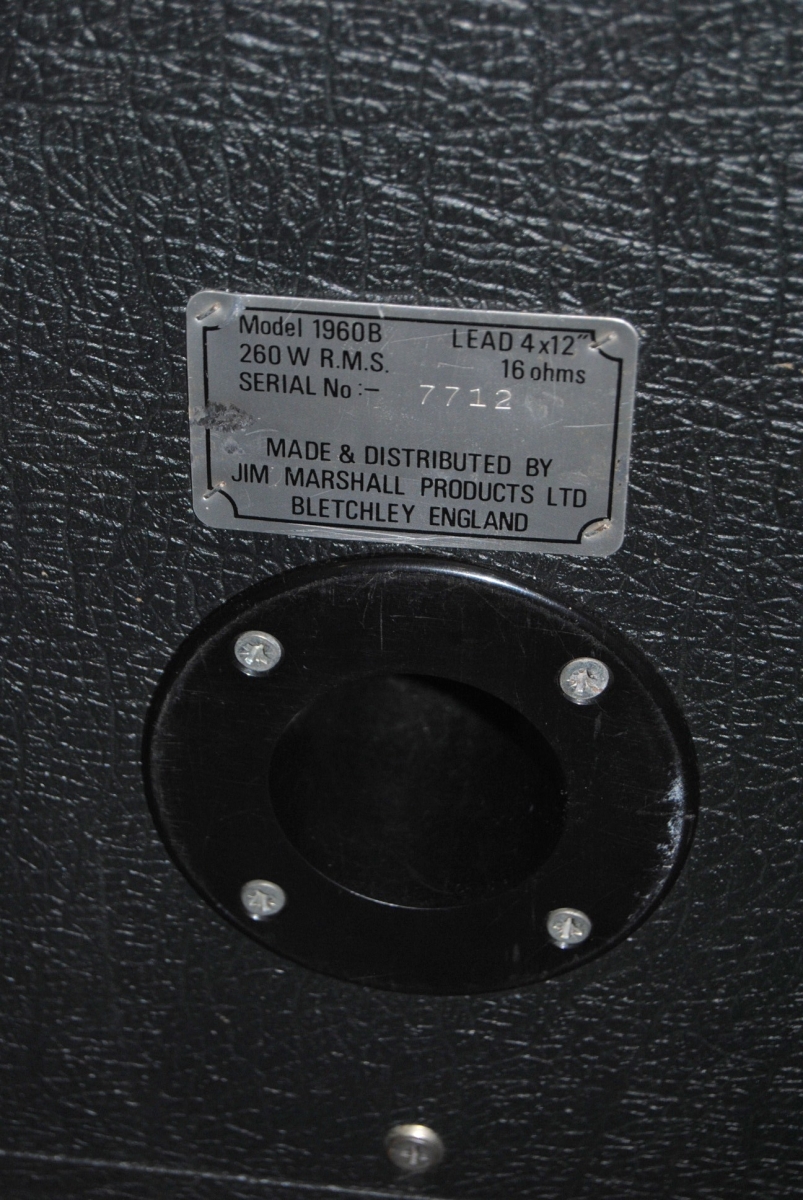 Model 1960B LEAD 4x12"
260 W R.M.S. 16 ohms
SERIAL No :- 7712
MADE & DISTRIBUTED BY
JIM MARSHALL PRODUCTS LTD
BLETCHLEY ENGLAND